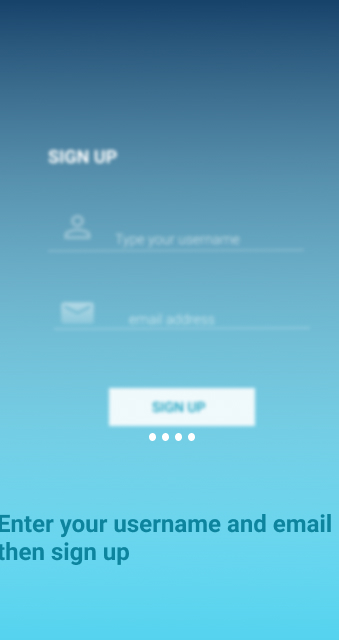 SIGN UP
Type your username
email address
SIGN UP
Enter your username and email
then sign up